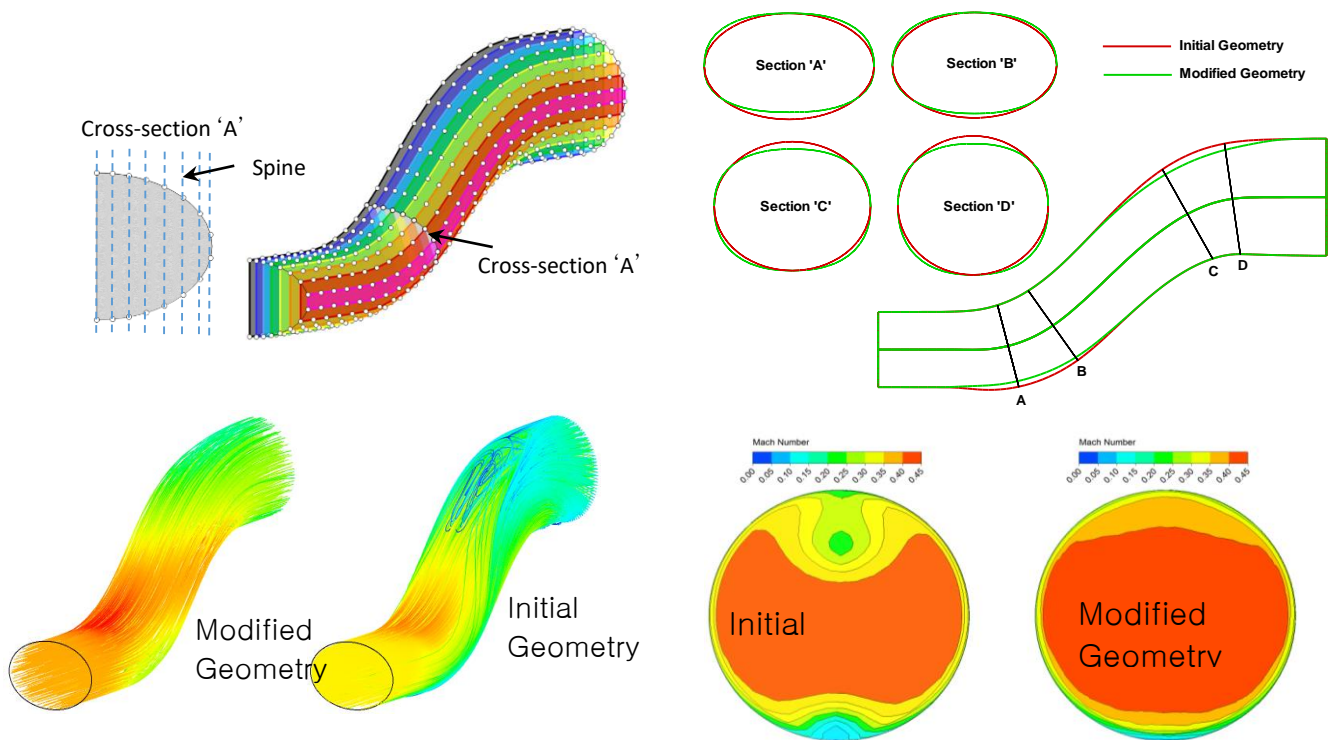 Cross-section ‘A’
Spine
Cross-section ‘A’
Section 'A'
Section 'B'
Initial Geometry
Modified Geometry
Section 'C'
Section 'D'
C
D
B
A
Modified
Geometry
Initial
Geometry
Mach Number
0.00 0.05 0.10 0.15 0.20 0.25 0.30 0.35 0.40 0.45
Initial
Mach Number
0.00 0.05 0.10 0.15 0.20 0.25 0.30 0.35 0.40 0.45
Modified
Geometry